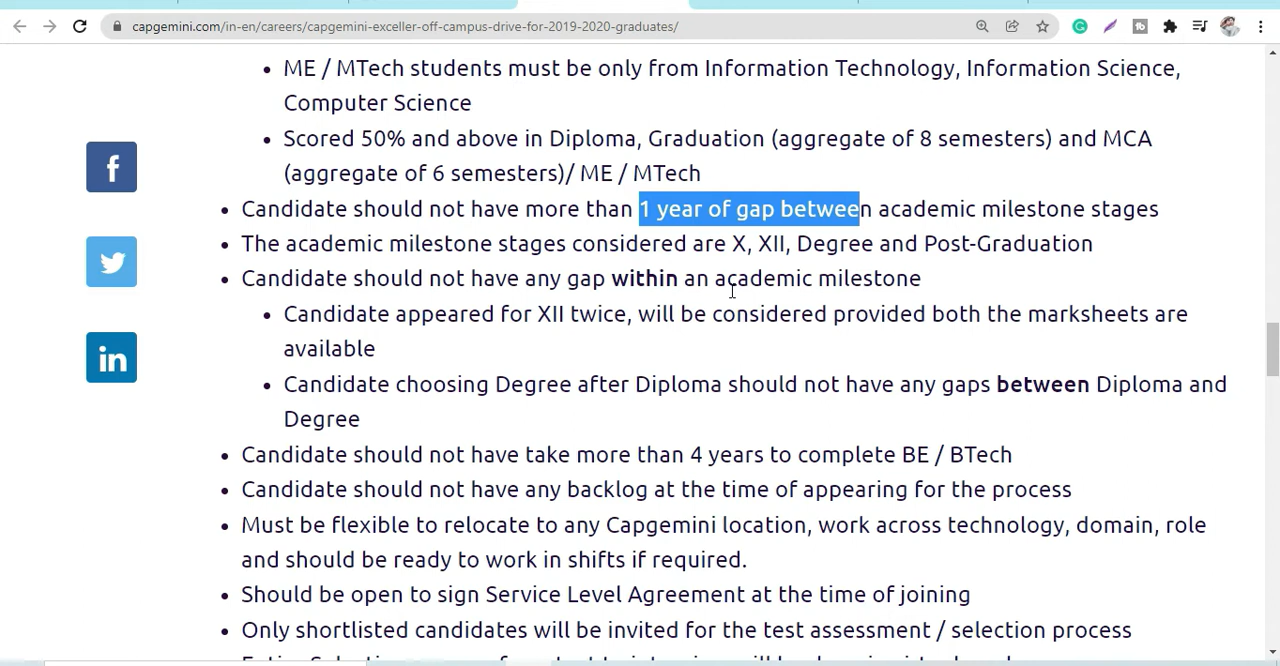 capgemini.com/in-en/careers/capgemini-exceller-off-campus-drive-for-2019-2020-graduates/
ME / MTech students must be only from Information Technology, Information Science,
Computer Science
Scored 50% and above in Diploma, Graduation (aggregate of 8 semesters) and MCA
(aggregate of 6 semesters)/ ME / MTech
Candidate should not have more than 1 year of gap between academic milestone stages
The academic milestone stages considered are X, XII, Degree and Post-Graduation
Candidate should not have any gap within an academic milestone
Candidate appeared for XII twice, will be considered provided both the marksheets are
available
Candidate choosing Degree after Diploma should not have any gaps between Diploma and
Degree
Candidate should not have take more than 4 years to complete BE / BTech
Candidate should not have any backlog at the time of appearing for the process
Must be flexible to relocate to any Capgemini location, work across technology, domain, role
and should be ready to work in shifts if required.
Should be open to sign Service Level Agreement at the time of joining
Only shortlisted candidates will be invited for the test assessment / selection process